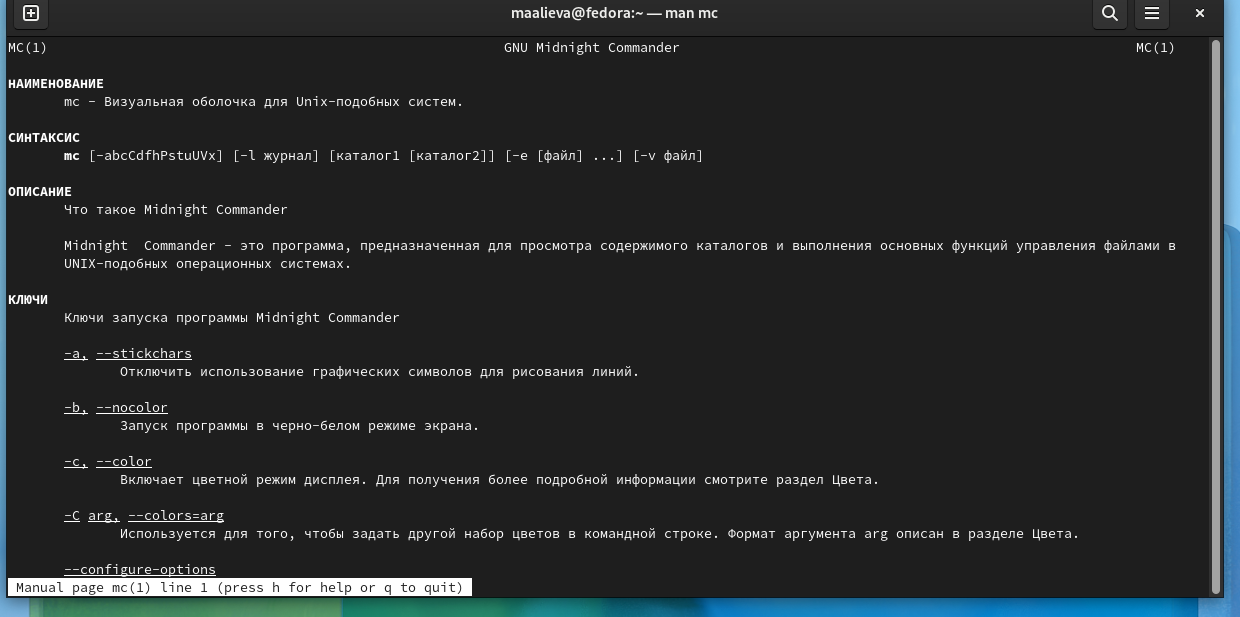 maalieva@fedora:~ — man mc
MC(1) GNU Midnight Commander MC(1)
НАИМЕНОВАНИЕ
mc - Визуальная оболочка для Unix-подобных систем.
СИНТАКСИС
mc [-abcCdfhPstuUVx] [-l журнал] [каталог1 [каталог2]] [-e [файл] ...] [-v файл]
ОПИСАНИЕ
Что такое Midnight Commander
Midnight  Commander - это программа, предназначенная для просмотра содержимого каталогов и выполнения основных функций управления файлами в
UNIX-подобных операционных системах.
КЛЮЧИ
Ключи запуска программы Midnight Commander
-a, --stickchars
Отключить использование графических символов для рисования линий.
-b, --nocolor
Запуск программы в черно-белом режиме экрана.
-c, --color
Включает цветной режим дисплея. Для получения более подробной информации смотрите раздел Цвета.
-C arg, --colors=arg
Используется для того, чтобы задать другой набор цветов в командной строке. Формат аргумента arg описан в разделе Цвета.
--configure-options
Manual page mc(1) line 1 (press h for help or q to quit)